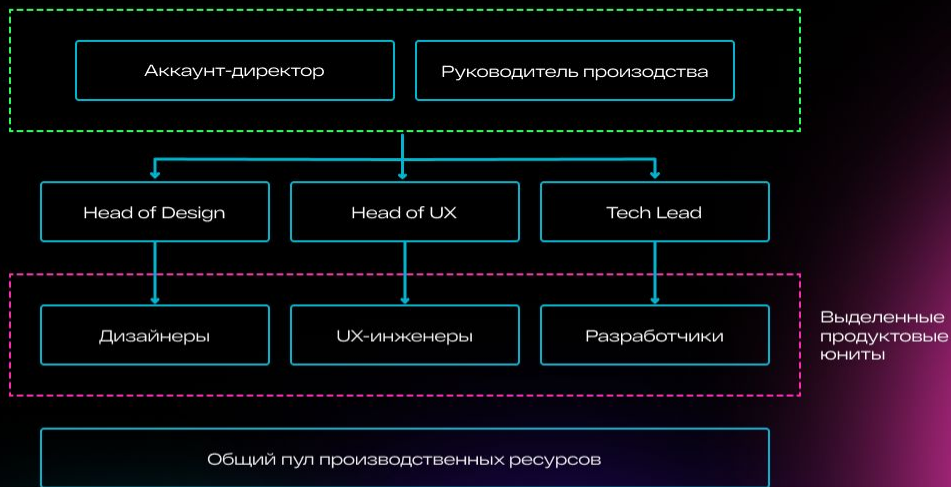 Аккаунт-директор
Руководитель произодства
Head of Design
Head of UX
Tech Lead
Дизайнеры
UX-инженеры
Разработчики
Выделенные
продуктовые
юниты
Общий пул производственных ресурсов